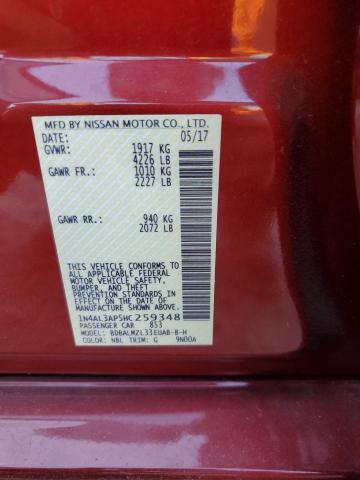 MFD BY NISSAN MOTOR CO., LTD.
DATE: 05/17
GVWR: 1917 KG
4226 LB
GAWR FR.: 1010 KG
2227 LB
GAWR RR.: 940 KG
2072 LB
THIS VEHICLE CONFORMS TO ALL
APPLICABLE FEDERAL MOTOR
VEHICLE SAFETY,
BUMPER, AND THEFT
PREVENTION STANDARDS IN
EFFECT ON THE DATE OF
MANUFACTURE SHOWN ABOVE.
1N4AL3AP5HC259348
PASSENGER CAR 853
MODEL: BDBALMZL33EUAB-B-H
COLOR: NBL TRIM: G 9N00A